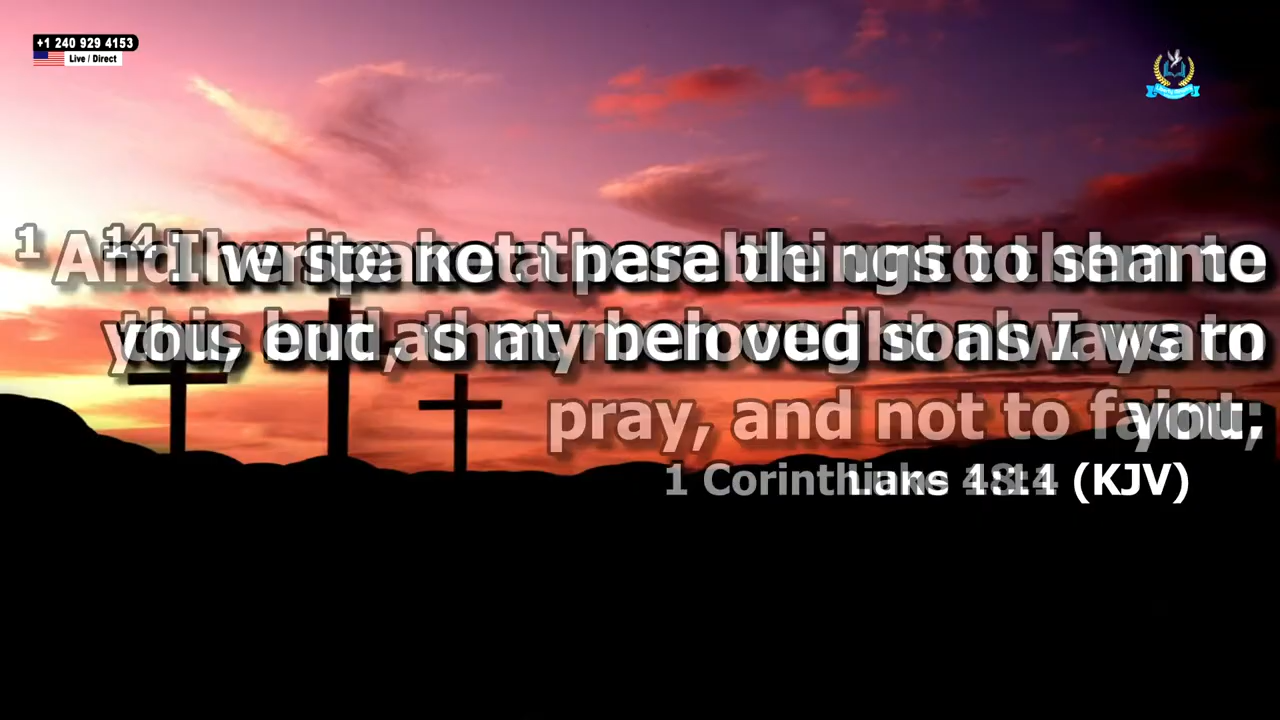 +1 240 929 4153
Live / Direct
1 And he spake a parable unto them to
this end, that men ought always to
pray, and not to faint;
Luke 18:1 (KJV)
14 I write not these things to shame
you, but as my beloved sons I warn
you.
1 Corinthians 4:14 (KJV)